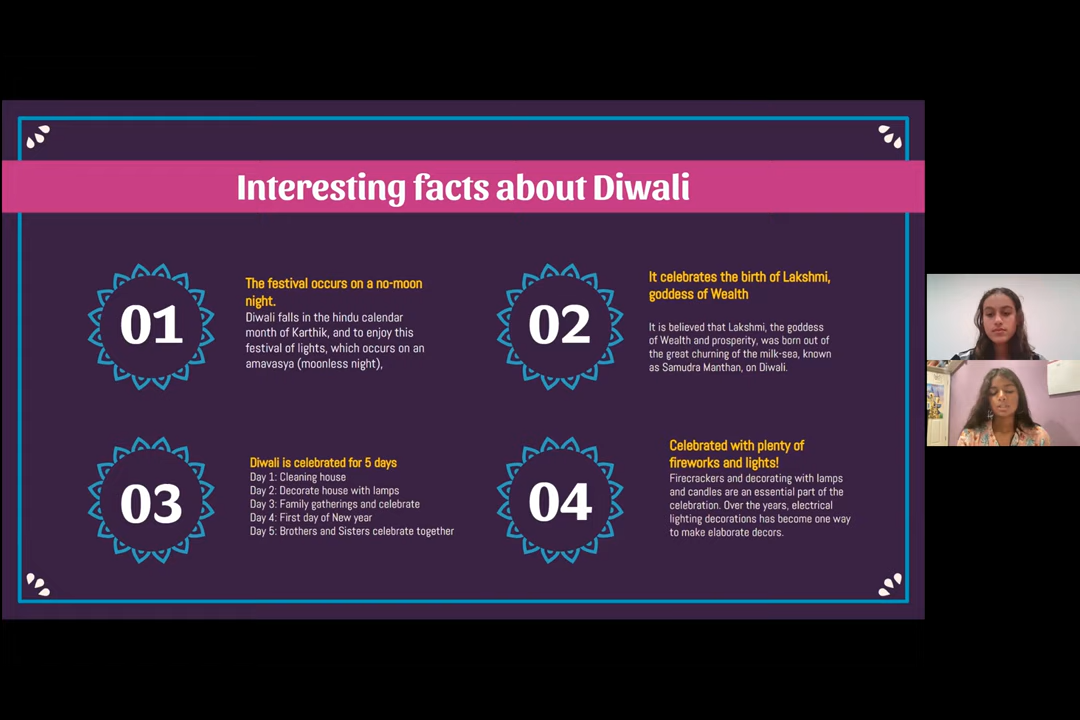 Interesting facts about Diwali
01
The festival occurs on a no-moon
night.
Diwali falls in the hindu calendar
month of Karthik, and to enjoy this
festival of lights, which occurs on an
amavasya (moonless night),
02
It celebrates the birth of Lakshmi,
goddess of Wealth
It is believed that Lakshmi, the goddess
of Wealth and prosperity, was born out of
the great churning of the milk-sea, known
as Samudra Manthan, on Diwali.
03
Diwali is celebrated for 5 days
Day 1: Cleaning house
Day 2: Decorate house with lamps
Day 3: Family gatherings and celebrate
Day 4: First day of New year
Day 5: Brothers and Sisters celebrate together
04
Celebrated with plenty of
fireworks and lights!
Firecrackers and decorating with lamps
and candles are an essential part of the
celebration. Over the years, electrical
lighting decorations has become one way
to make elaborate decors.